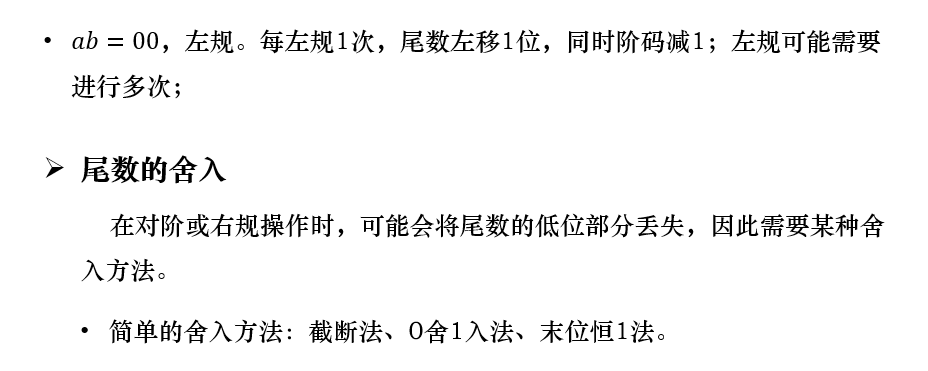 • ab = 00，左规。每左规1次，尾数左移1位，同时阶码减1；左规可能需要
进行多次；
➢ 尾数的舍入
在对阶或右规操作时，可能会将尾数的低位部分丢失，因此需要某种舍
入方法。
• 简单的舍入方法：截断法、0舍1入法、末位恒1法。